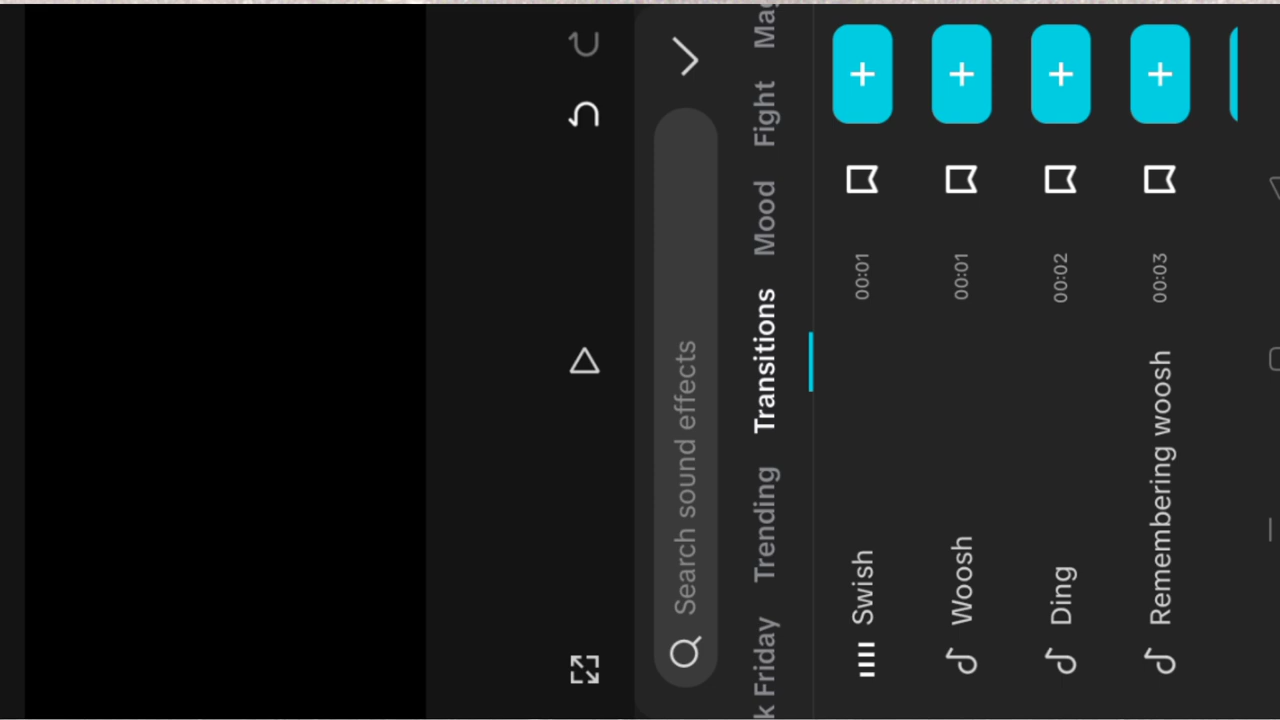 Search sound effects
k Friday Trending Transitions Mood Fight Mag
Swish 00:01
Woosh 00:01
Ding 00:02
Remembering woosh 00:03